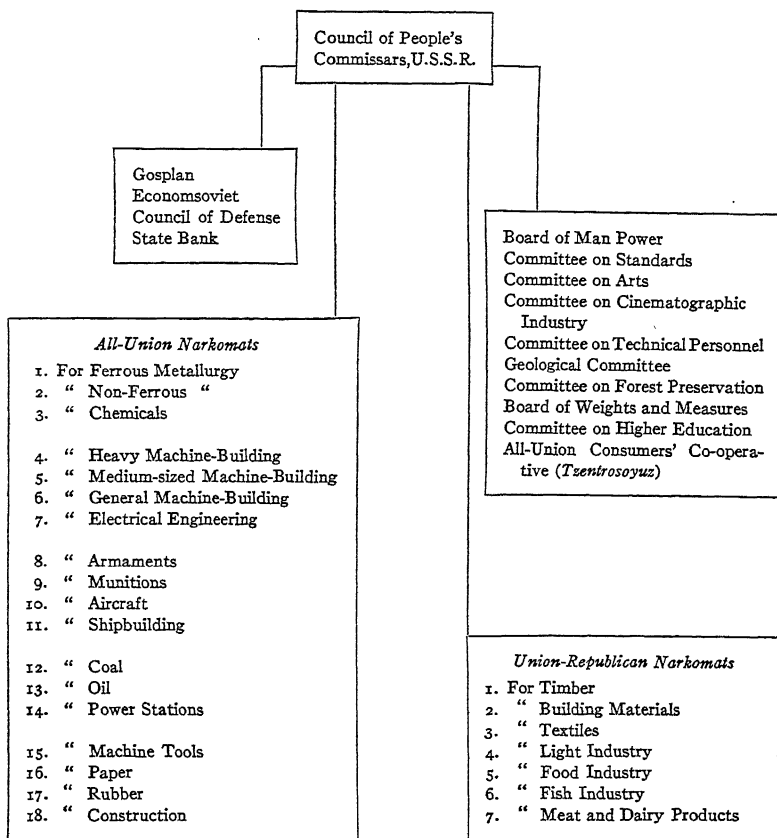 Council of People's
Commissars,U.S.S.R.
Gosplan
Economsoviet
Council of Defense
State Bank
Board of Man Power
Committee on Standards
Committee on Arts
Committee on Cinematographic
Industry
Committee on Technical Personnel
Geological Committee
Committee on Forest Preservation
Board of Weights and Measures
Committee on Higher Education
All-Union Consumers' Co-opera-
tive (Tzentrosoyuz)
All-Union Narkomats
1. For Ferrous Metallurgy
2. “ Non-Ferrous “
3. “ Chemicals
4. “ Heavy Machine-Building
5. “ Medium-sized Machine-Building
6. “ General Machine-Building
7. “ Electrical Engineering
8. “ Armaments
9. “ Munitions
10. “ Aircraft
11. “ Shipbuilding
12. “ Coal
13. “ Oil
14. “ Power Stations
15. “ Machine Tools
16. “ Paper
17. “ Rubber
18. “ Construction
Union-Republican Narkomats
1. For Timber
2. “ Building Materials
3. “ Textiles
4. “ Light Industry
5. “ Food Industry
6. “ Fish Industry
7. “ Meat and Dairy Products